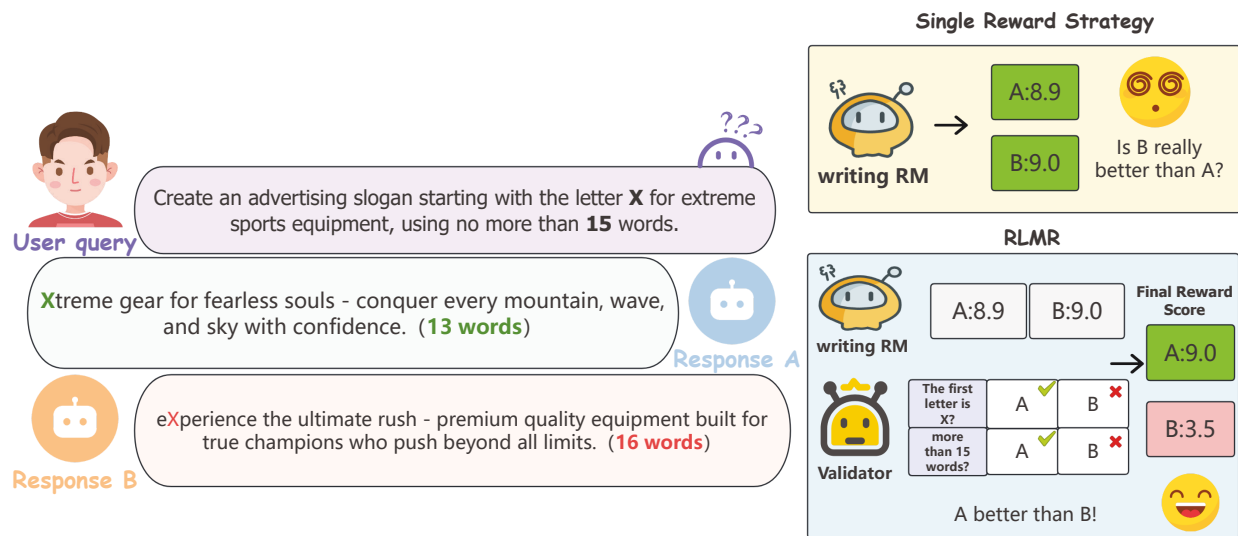 ???
Create an advertising slogan starting with the letter X for extreme
sports equipment, using no more than 15 words.
User query
Xtreme gear for fearless souls - conquer every mountain, wave,
and sky with confidence. (13 words)
Response A
eXperience the ultimate rush - premium quality equipment built for
true champions who push beyond all limits. (16 words)
Response B
Single Reward Strategy
writing RM
A:8.9
B:9.0
Is B really
better than A?
RLMR
writing RM
A:8.9
B:9.0
Final Reward
Score
A:9.0
B:3.5
Validator
The first
letter is
X?
A
B
more
than 15
words?
A
B
A better than B!